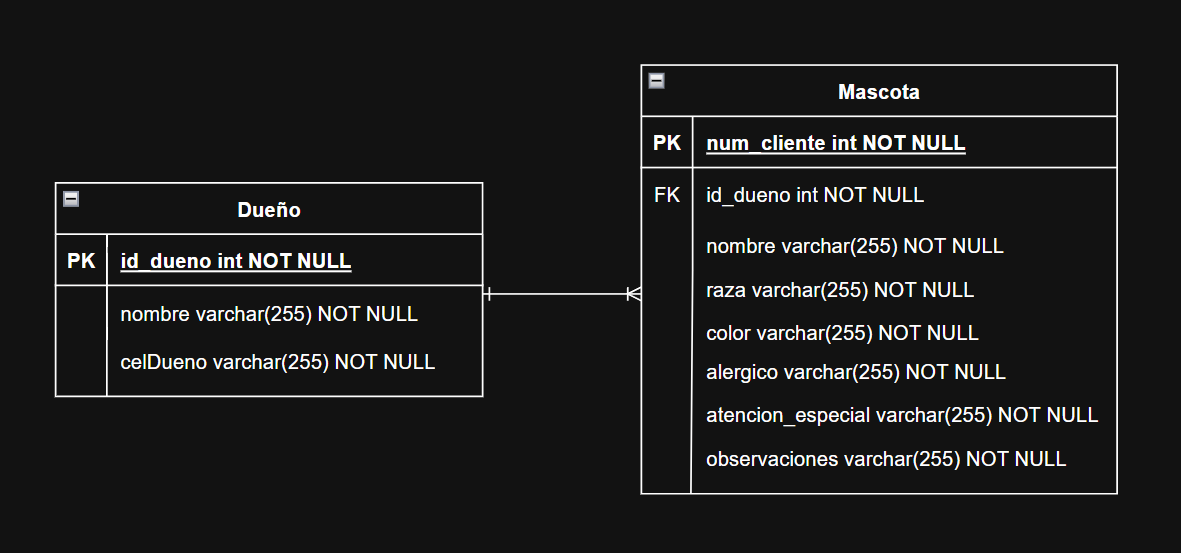 Dueño
PK id_dueno int NOT NULL
nombre varchar(255) NOT NULL
celDueno varchar(255) NOT NULL
Mascota
PK num_cliente int NOT NULL
FK id_dueno int NOT NULL
nombre varchar(255) NOT NULL
raza varchar(255) NOT NULL
color varchar(255) NOT NULL
alergico varchar(255) NOT NULL
atencion_especial varchar(255) NOT NULL
observaciones varchar(255) NOT NULL